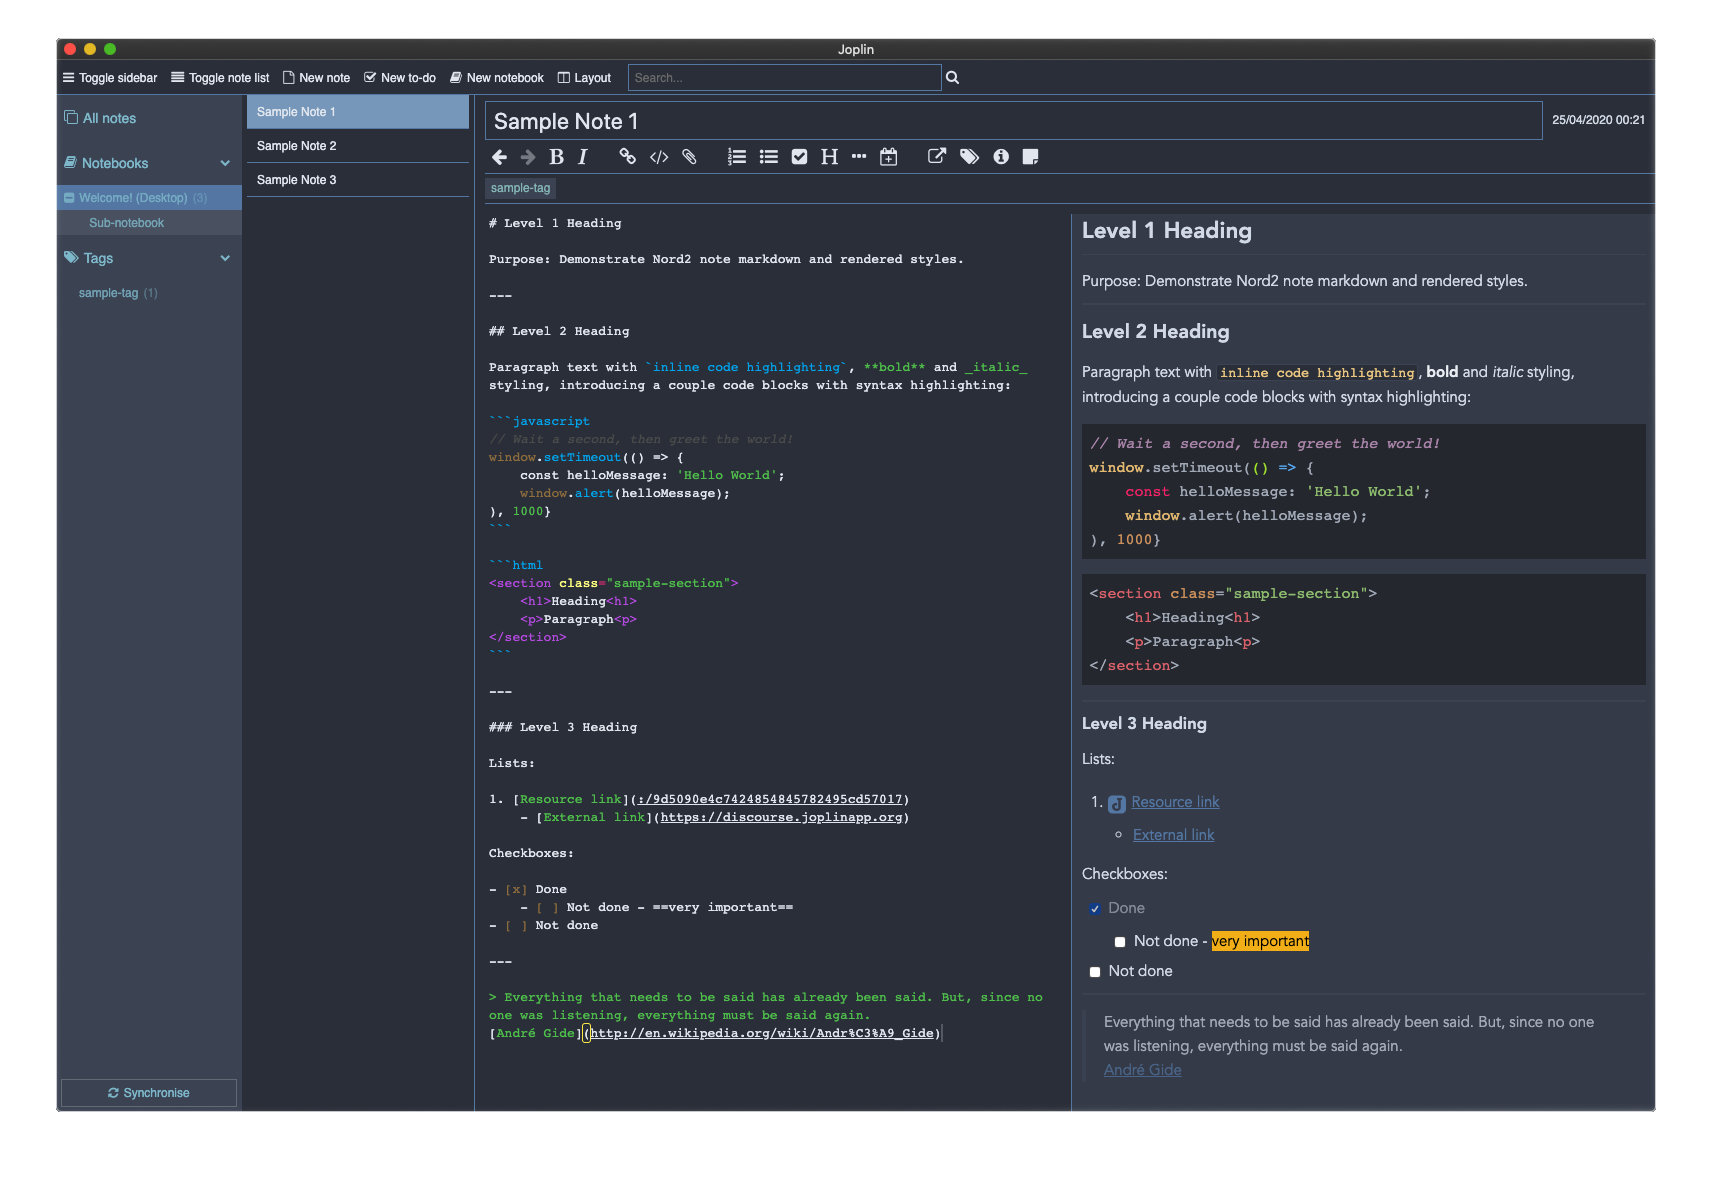 Joplin
Toggle sidebar Toggle note list New note New to-do New notebook Layout Search...
All notes
Notebooks
Welcome! (Desktop) (3)
Sub-notebook
Tags
sample-tag (1)
Synchronise
Sample Note 1
Sample Note 2
Sample Note 3
Sample Note 1
25/04/2020 00:21
B I </> H
sample-tag
# Level 1 Heading
Purpose: Demonstrate Nord2 note markdown and rendered styles.
---
## Level 2 Heading
Paragraph text with `inline code highlighting`, **bold** and _italic_
styling, introducing a couple code blocks with syntax highlighting:
```javascript
// Wait a second, then greet the world!
window.setTimeout(() => {
    const helloMessage: 'Hello World';
    window.alert(helloMessage);
), 1000}
```
```html
<section class="sample-section">
    <h1>Heading<h1>
    <p>Paragraph<p>
</section>
```
---
### Level 3 Heading
Lists:
1. [Resource link](:/9d5090e4c7424854845782495cd57017)
    - [External link](https://discourse.joplinapp.org)
Checkboxes:
- [x] Done
    - [ ] Not done - ==very important==
- [ ] Not done
---
> Everything that needs to be said has already been said. But, since no
one was listening, everything must be said again.
[André Gide](http://en.wikipedia.org/wiki/Andr%C3%A9_Gide)
Level 1 Heading
Purpose: Demonstrate Nord2 note markdown and rendered styles.
Level 2 Heading
Paragraph text with inline code highlighting, bold and italic styling,
introducing a couple code blocks with syntax highlighting:
// Wait a second, then greet the world!
window.setTimeout(() => {
    const helloMessage: 'Hello World';
    window.alert(helloMessage);
), 1000}
<section class="sample-section">
    <h1>Heading<h1>
    <p>Paragraph<p>
</section>
Level 3 Heading
Lists:
1. Resource link
External link
Checkboxes:
Done
Not done - very important
Not done
Everything that needs to be said has already been said. But, since no one
was listening, everything must be said again.
André Gide